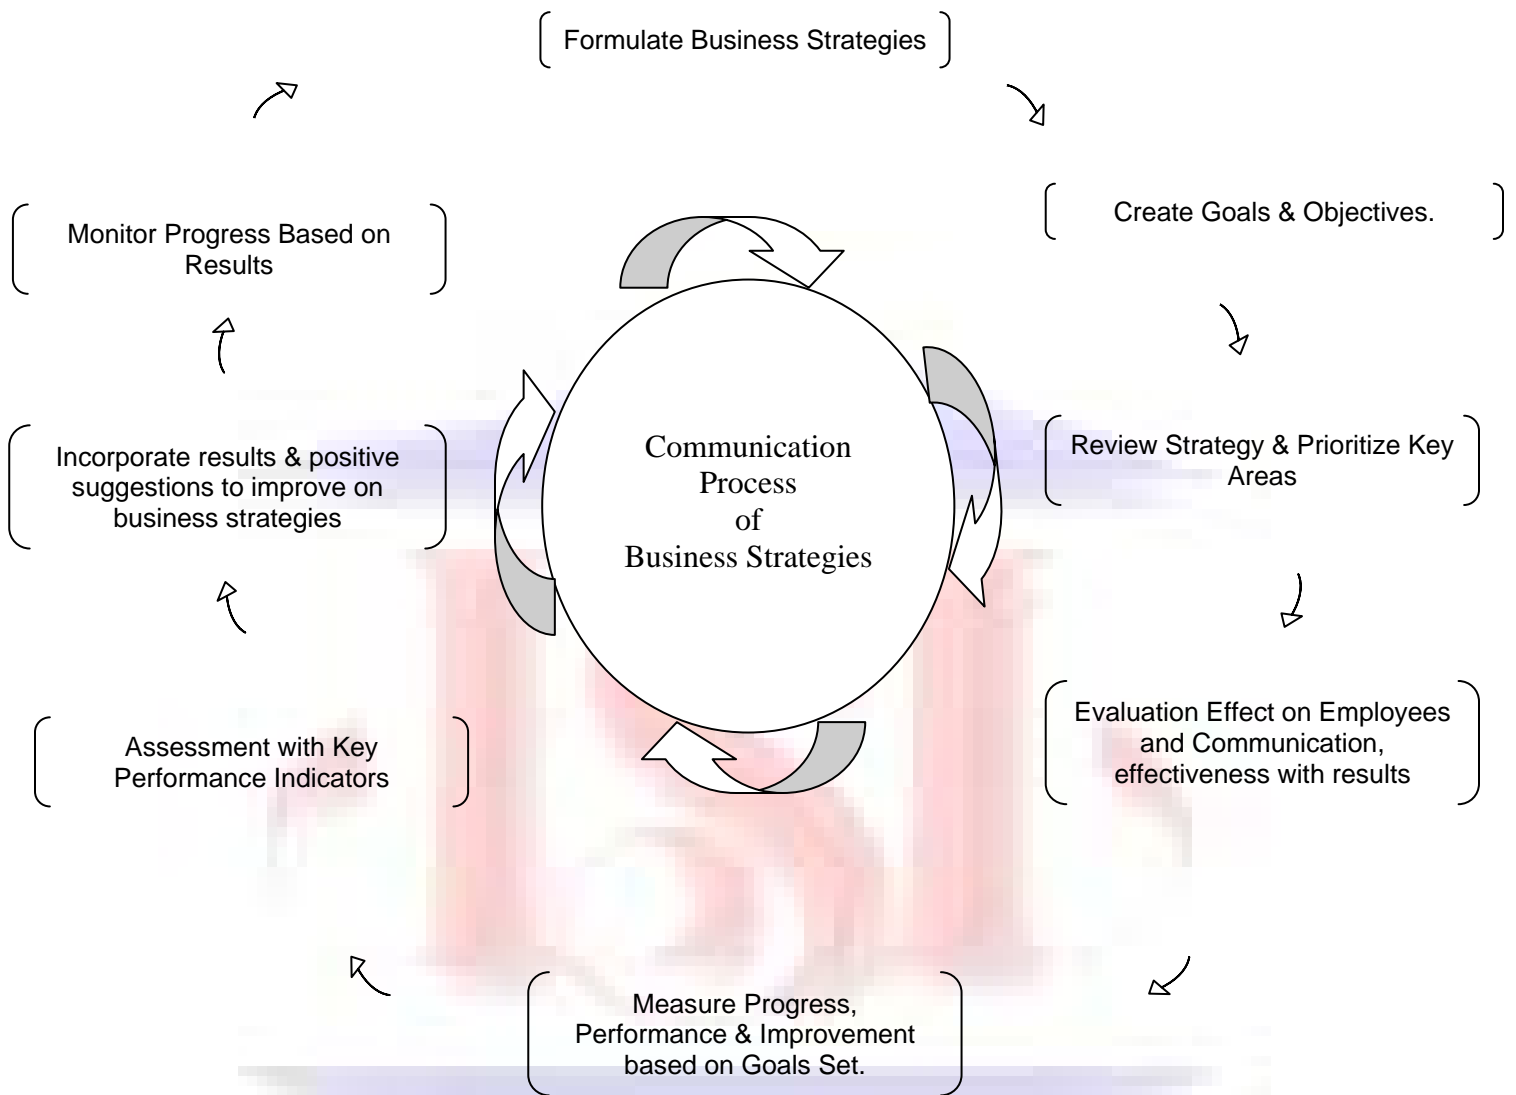 Formulate Business Strategies
Create Goals & Objectives.
Review Strategy & Prioritize Key
Areas
Evaluation Effect on Employees
and Communication,
effectiveness with results
Measure Progress,
Performance & Improvement
based on Goals Set.
Assessment with Key
Performance Indicators
Incorporate results & positive
suggestions to improve on
business strategies
Monitor Progress Based on
Results
Communication
Process
of
Business Strategies